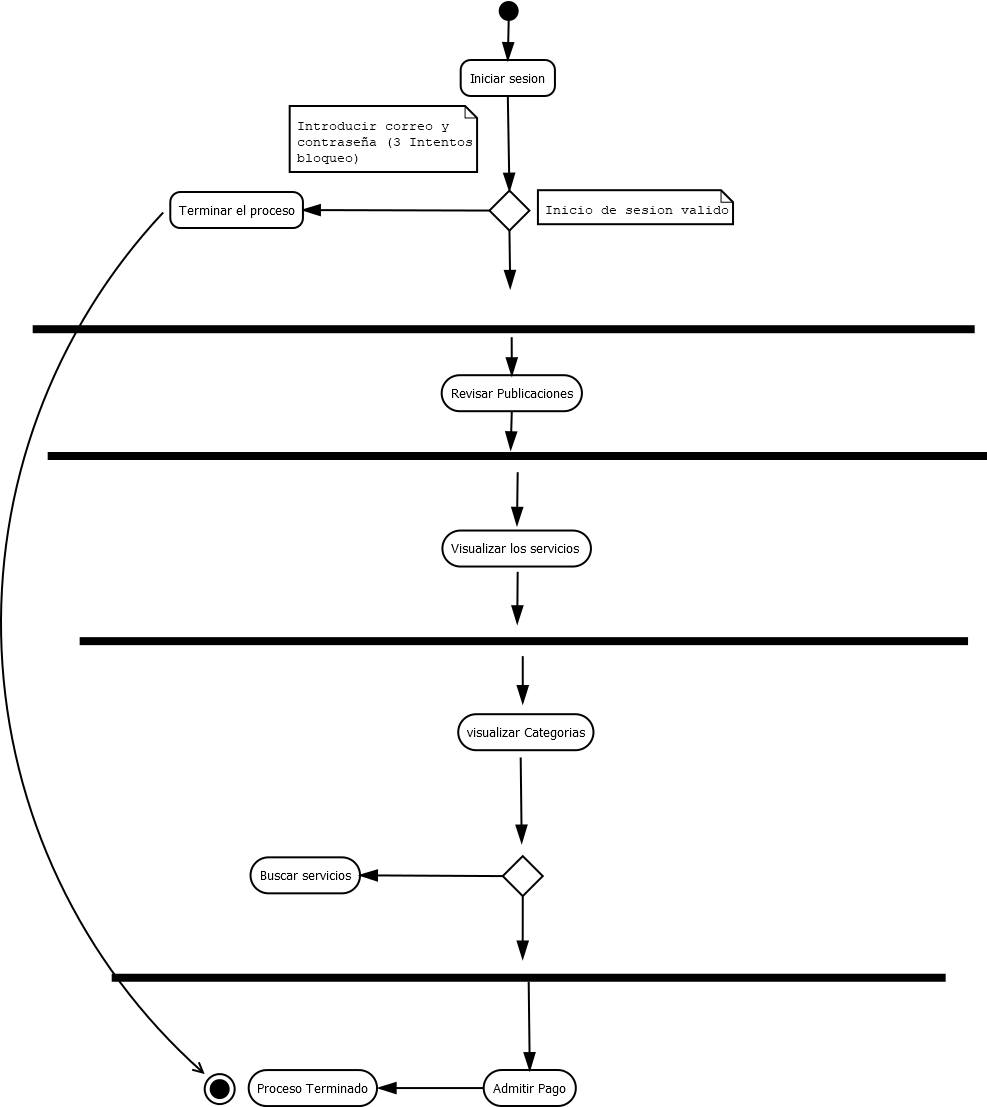 Iniciar sesion
Introducir correo y
contraseña (3 Intentos
bloqueo)
Terminar el proceso
Inicio de sesion valido
Revisar Publicaciones
Visualizar los servicios
visualizar Categorias
Buscar servicios
Proceso Terminado
Admitir Pago